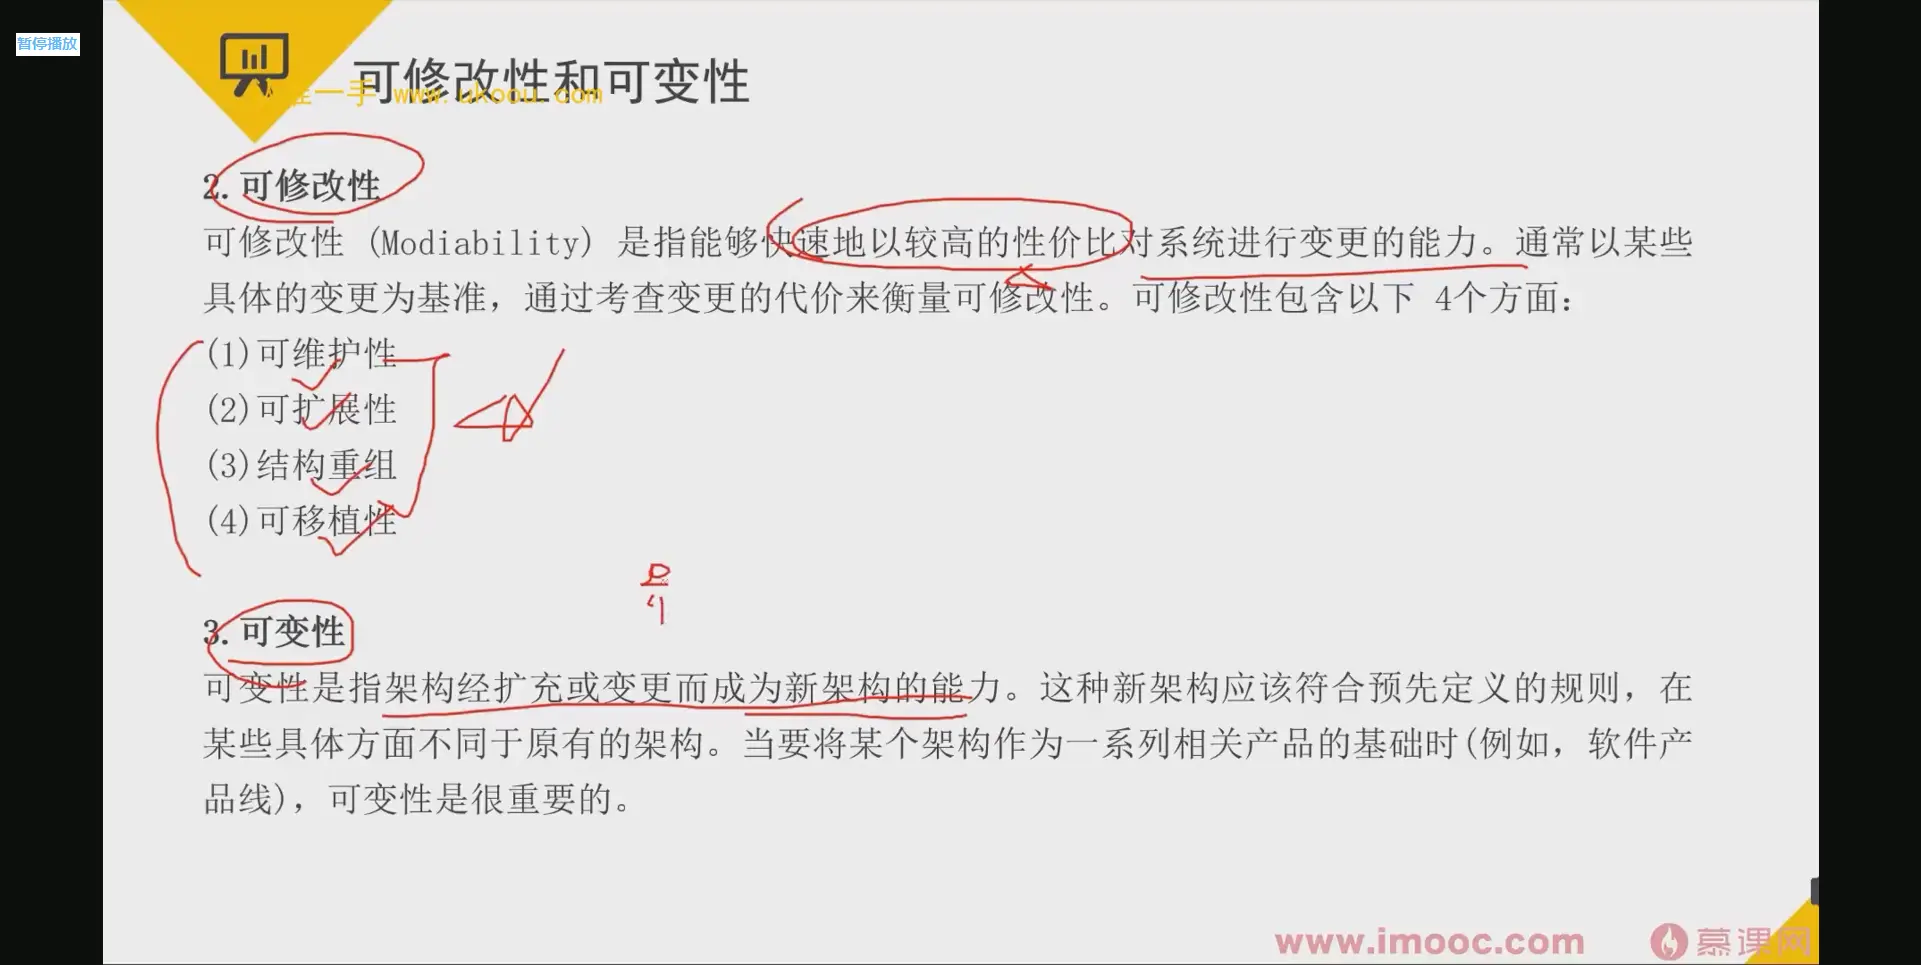 暂停播放
可修改性和可变性
一手 www.ukoou.com
2.可修改性
可修改性 (Modiability) 是指能够快速地以较高的性价比对系统进行变更的能力。通常以某些
具体的变更为基准，通过考查变更的代价来衡量可修改性。可修改性包含以下 4个方面：
(1)可维护性
(2)可扩展性
(3)结构重组
(4)可移植性
3.可变性
可变性是指架构经扩充或变更而成为新架构的能力。这种新架构应该符合预先定义的规则，在
某些具体方面不同于原有的架构。当要将某个架构作为一系列相关产品的基础时(例如，软件产
品线)，可变性是很重要的。
www.imooc.com 慕课网